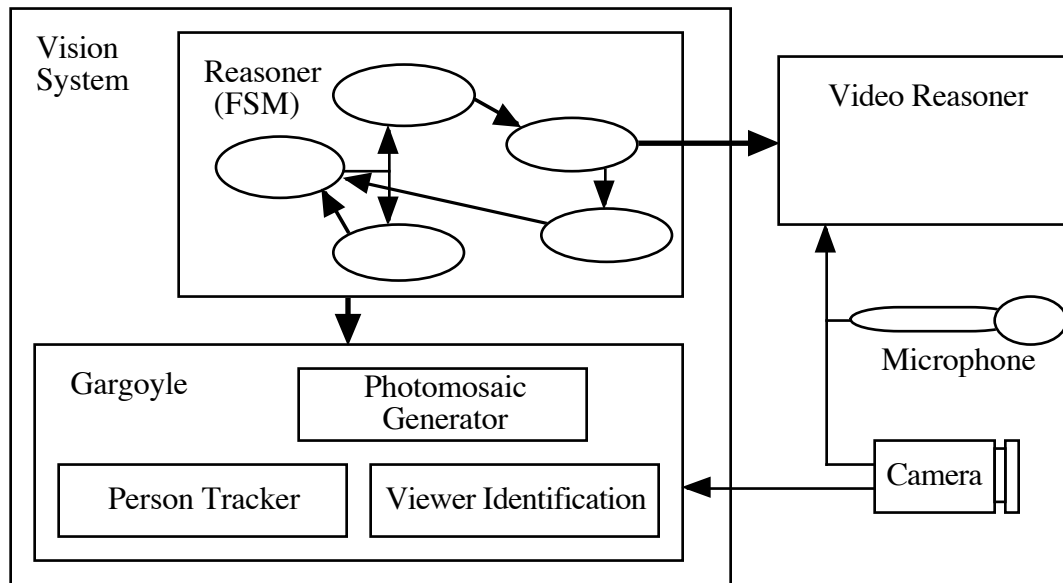 Vision
System
Reasoner
(FSM)
Video Reasoner
Microphone
Gargoyle
Photomosaic
Generator
Person Tracker
Viewer Identification
Camera